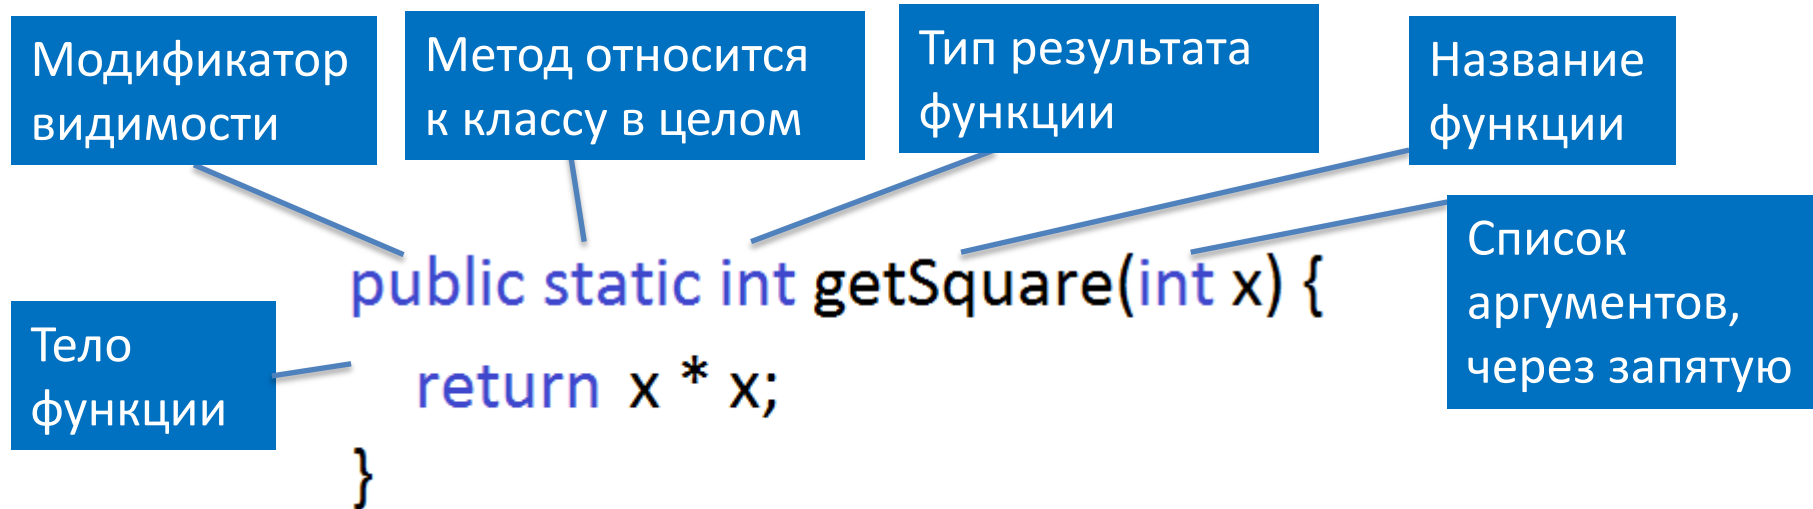 Модификатор
видимости
Метод относится
к классу в целом
Тип результата
функции
Название
функции
Список
аргументов,
через запятую
Тело
функции
public static int getSquare(int x) {
return x * x;
}